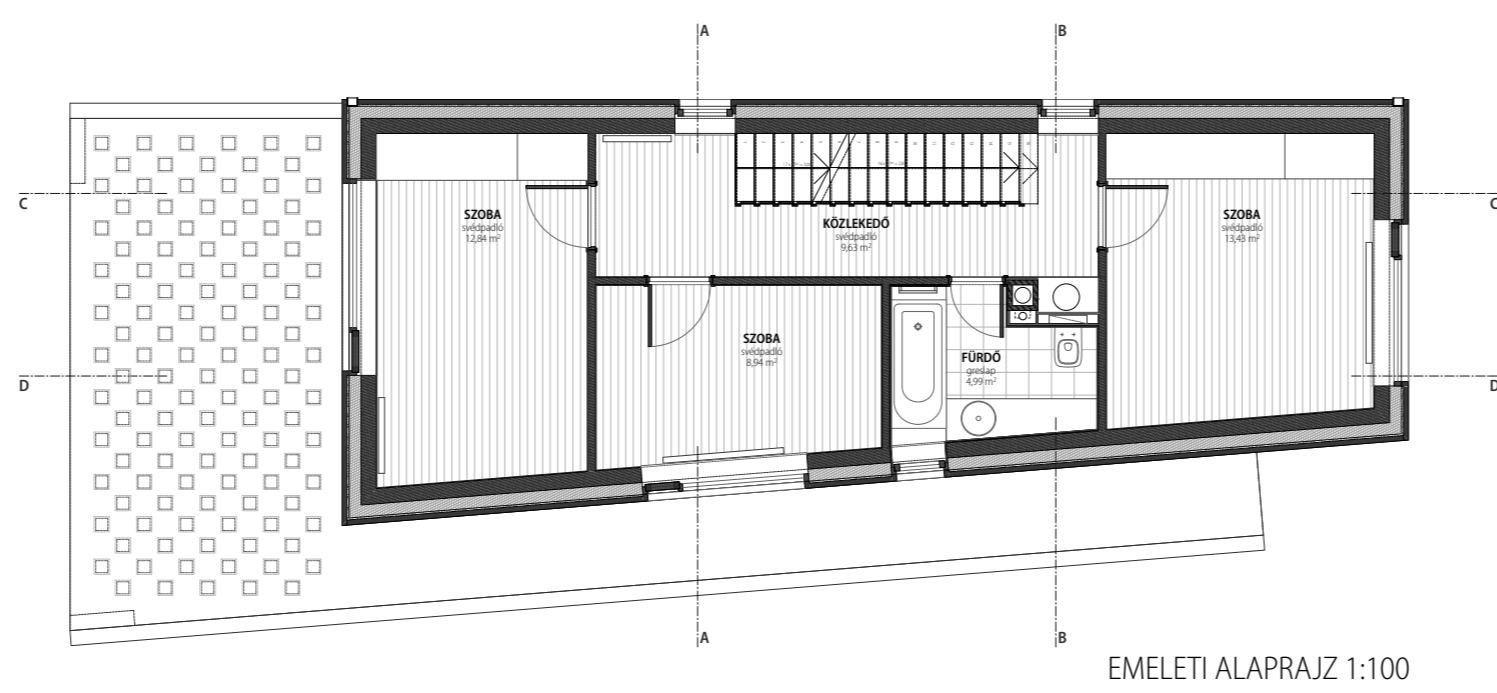 A
B
C
C
SZOBA
svédpadló
12,84 m²
KÖZLEKEDŐ
svédpadló
9,63 m²
SZOBA
svédpadló
13,43 m²
SZOBA
svédpadló
8,94 m²
FÜRDŐ
greslap
4,99 m²
D
D
A
B
EMELETI ALAPRAJZ 1:100